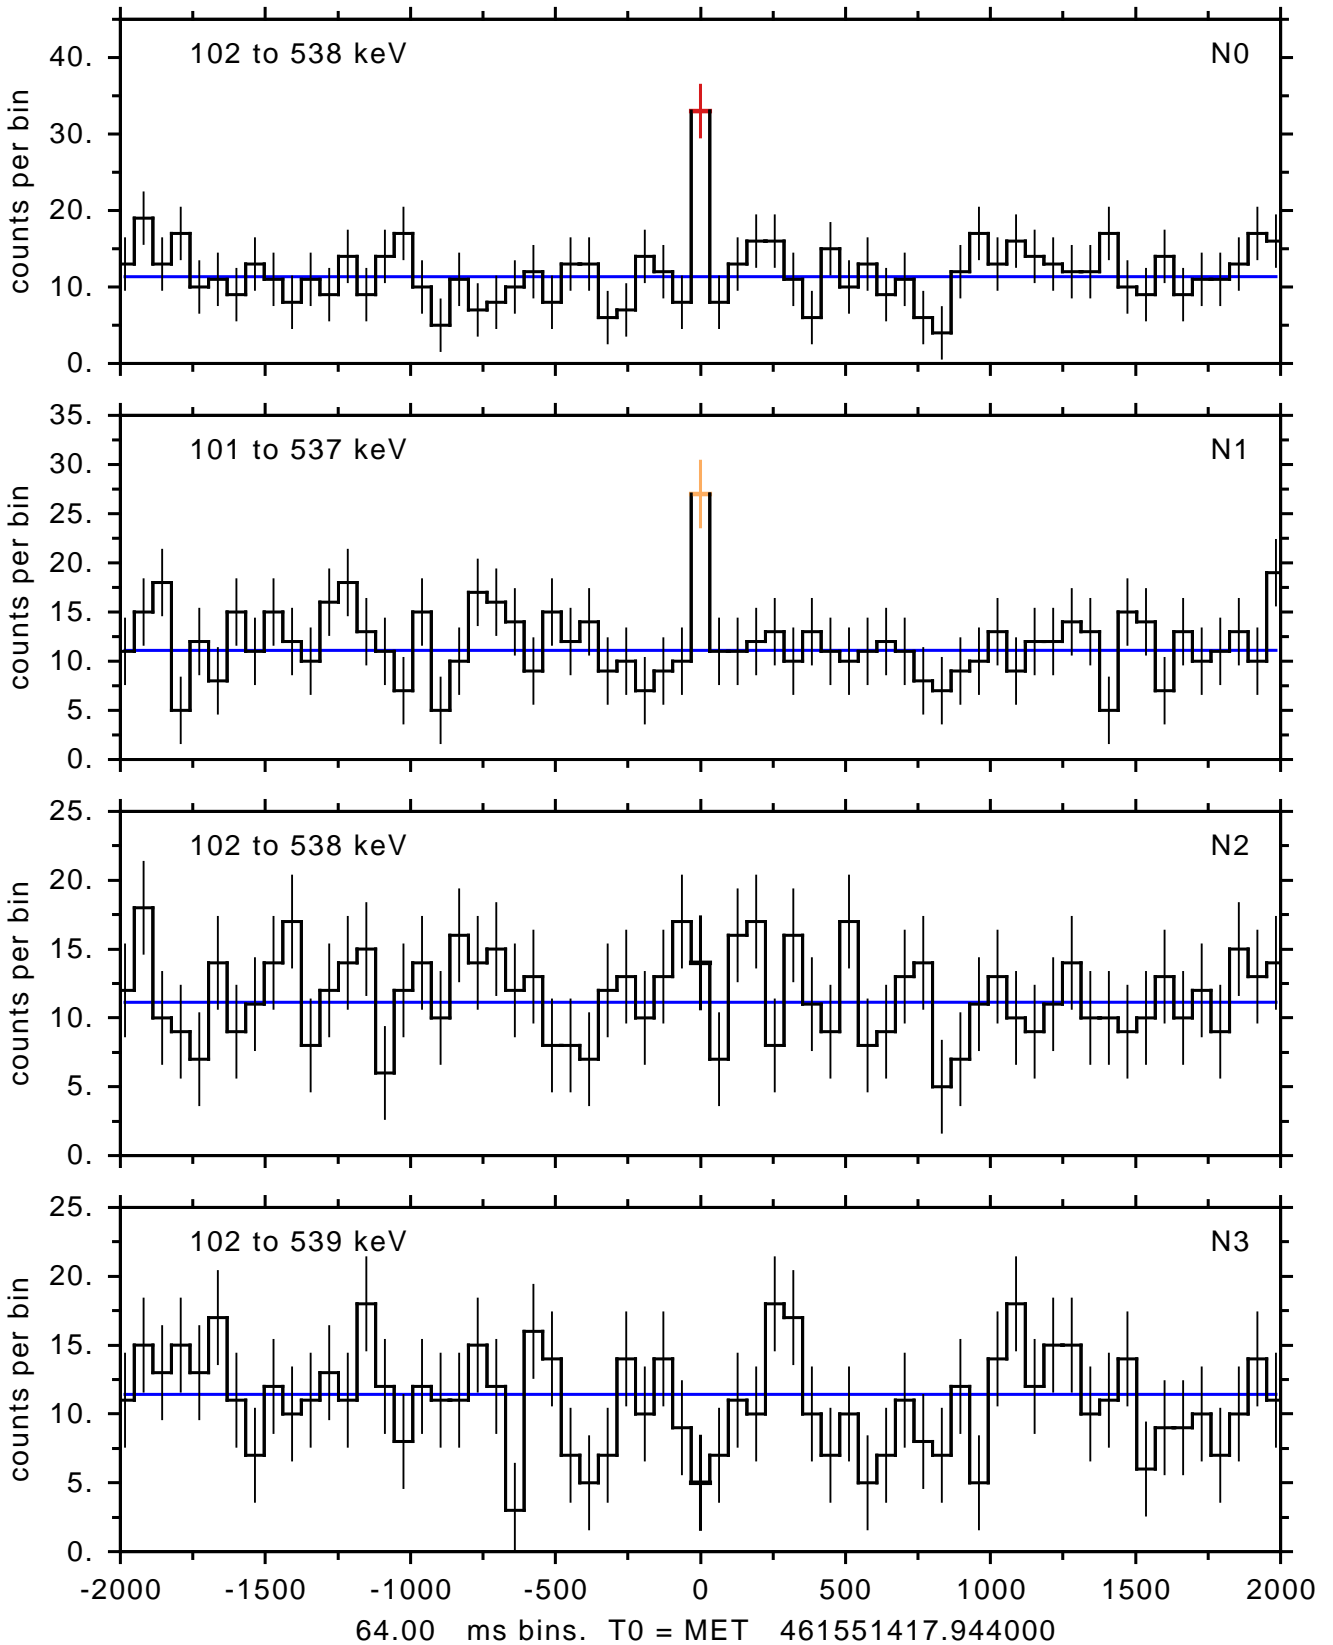 102 to 538 keV N0
counts per bin
40.
30.
20.
10.
0.
101 to 537 keV N1
counts per bin
35.
30.
25.
20.
15.
10.
5.
0.
102 to 538 keV N2
counts per bin
25.
20.
15.
10.
5.
0.
102 to 539 keV N3
counts per bin
25.
20.
15.
10.
5.
0.
-2000 -1500 -1000 -500 0 500 1000 1500 2000
64.00 ms bins. T0 = MET 461551417.944000